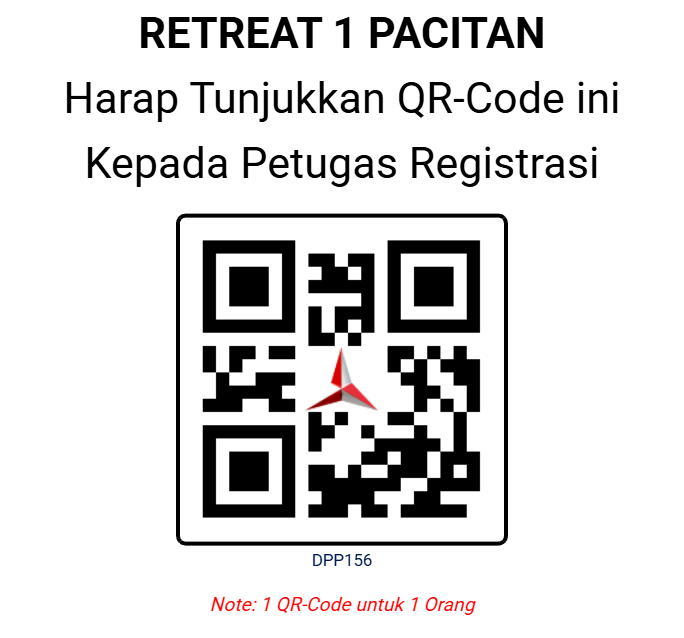 RETREAT 1 PACITAN
Harap Tunjukkan QR-Code ini
Kepada Petugas Registrasi
DPP156
Note: 1 QR-Code untuk 1 Orang